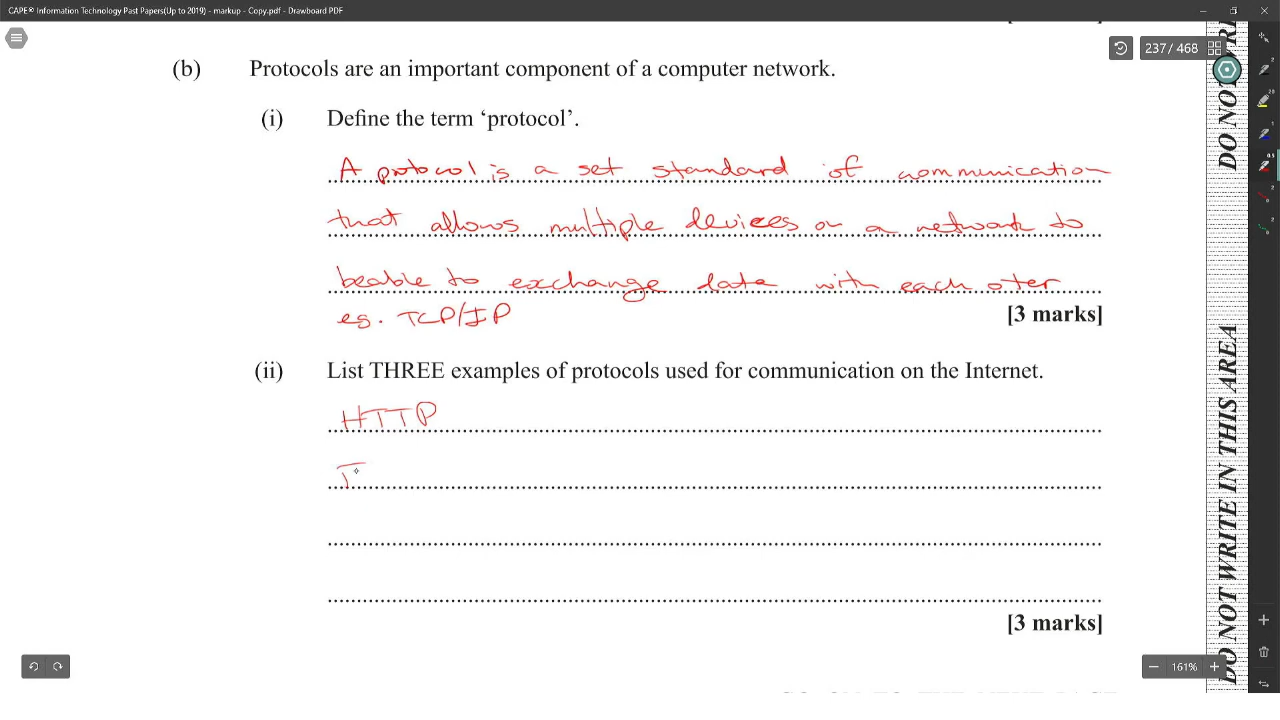 CAPE® Information Technology Past Papers(Up to 2019) - markup - Copy.pdf - Drawboard PDF
237 / 468
(b) Protocols are an important component of a computer network.
(i) Define the term ‘protocol’.
A protocol is a set standard of communication
that allows multiple devices on a network to
beable to exchange data with each oter
eg. TCP/IP
[3 marks]
(ii) List THREE examples of protocols used for communication on the Internet.
HTTP
T
[3 marks]
161%
DO NOT WRITE IN THIS AREA